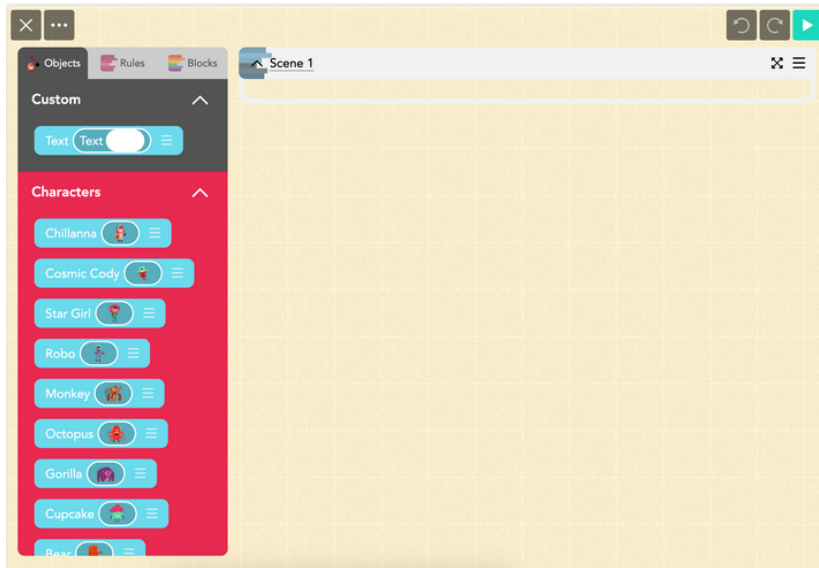 Objects Rules Blocks
Scene 1
Custom
Text Text
Characters
Chillanna
Cosmic Cody
Star Girl
Robo
Monkey
Octopus
Gorilla
Cupcake
Bear